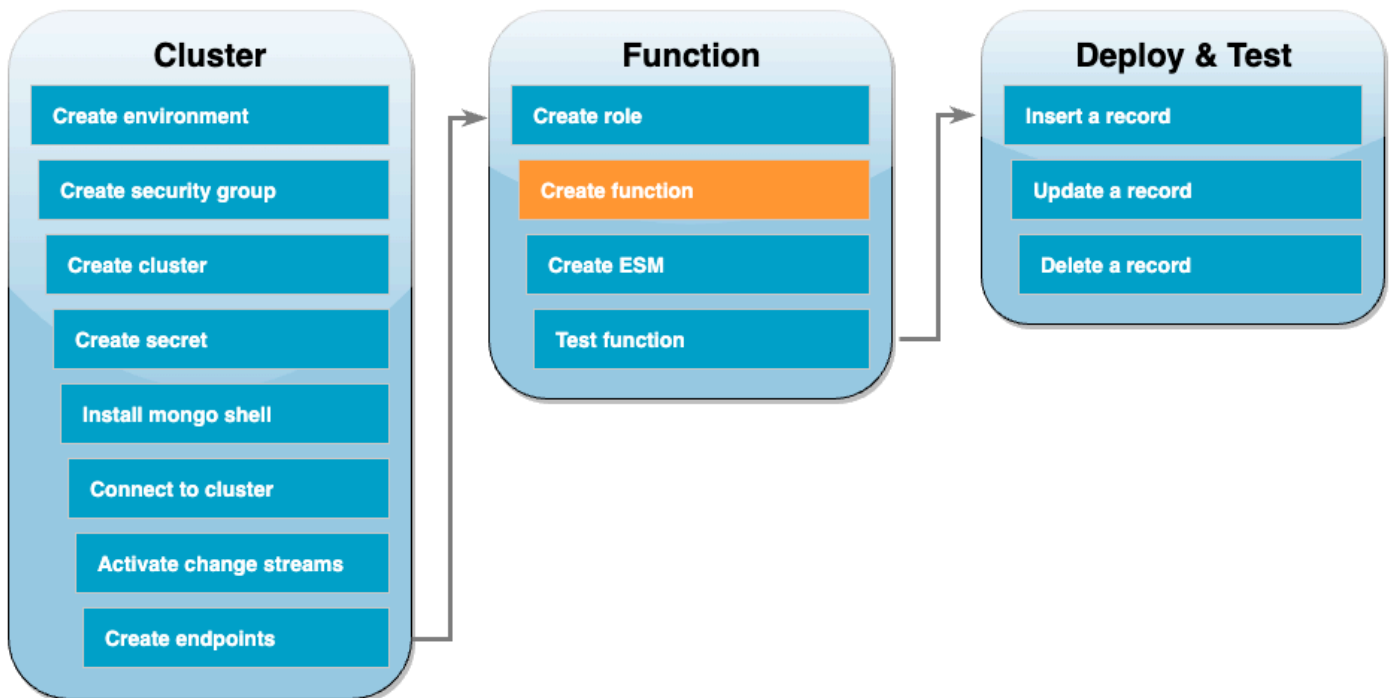 Cluster
Create environment
Create security group
Create cluster
Create secret
Install mongo shell
Connect to cluster
Activate change streams
Create endpoints
Function
Create role
Create function
Create ESM
Test function
Deploy & Test
Insert a record
Update a record
Delete a record